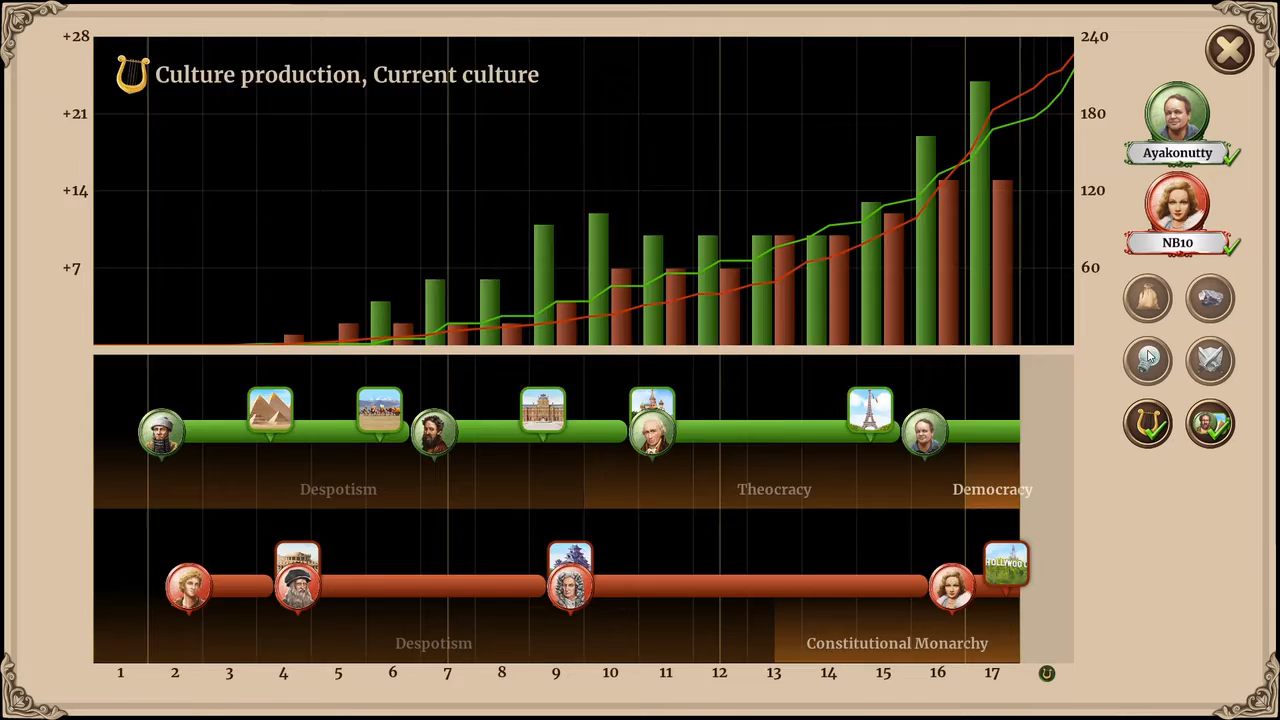 +28
240
Culture production, Current culture
+21
180
Ayakonutty
+14
120
NB10
+7
60
Despotism
Theocracy
Democracy
HOLLYWOOD
Despotism
Constitutional Monarchy
1 2 3 4 5 6 7 8 9 10 11 12 13 14 15 16 17